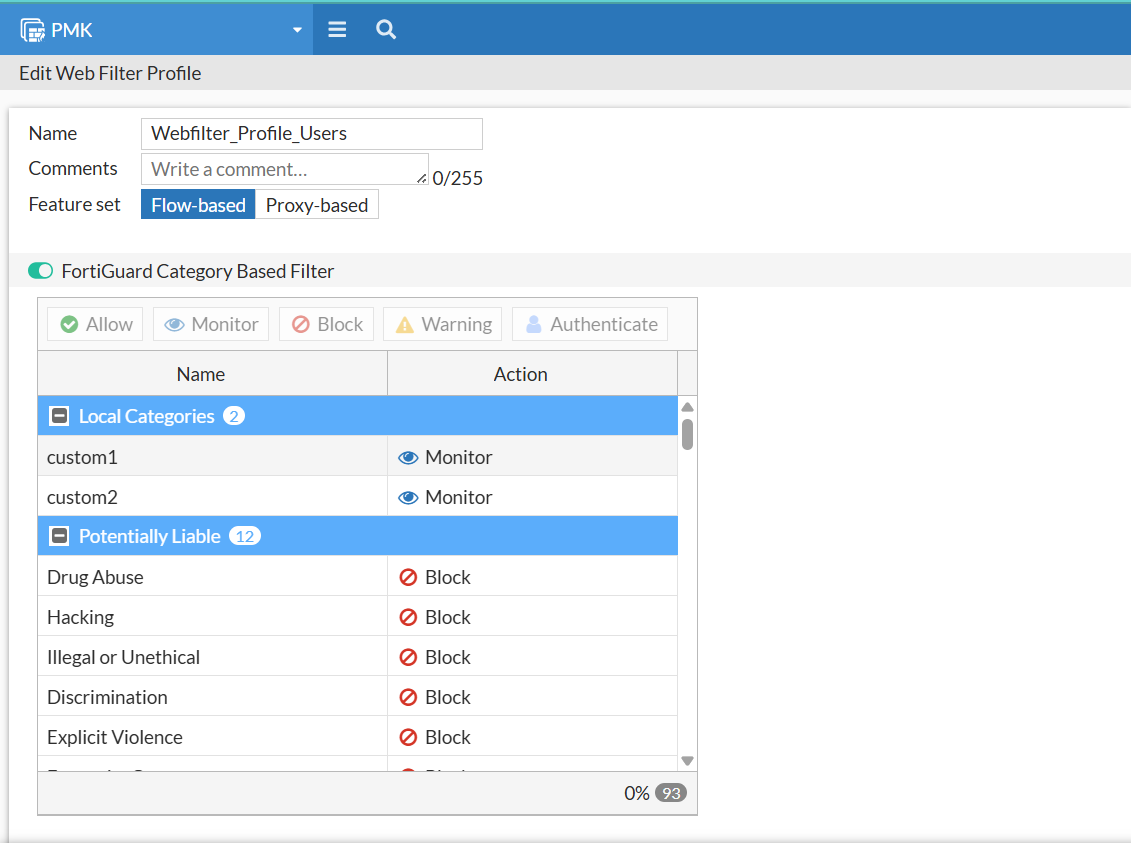 PMK
Edit Web Filter Profile
Name Webfilter_Profile_Users
Comments Write a comment... 0/255
Feature set Flow-based Proxy-based
FortiGuard Category Based Filter
Allow Monitor Block Warning Authenticate
Name Action
Local Categories 2
custom1 Monitor
custom2 Monitor
Potentially Liable 12
Drug Abuse Block
Hacking Block
Illegal or Unethical Block
Discrimination Block
Explicit Violence Block
0% 93